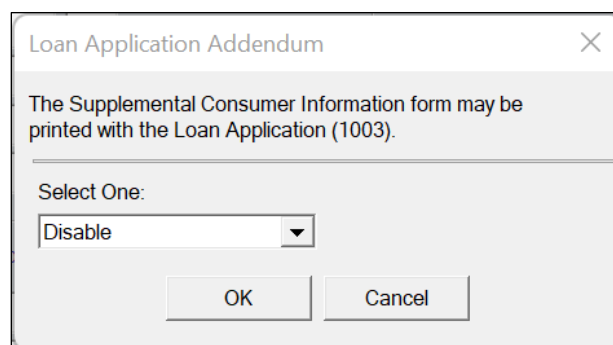 Loan Application Addendum
The Supplemental Consumer Information form may be
printed with the Loan Application (1003).
Select One:
Disable
OK Cancel